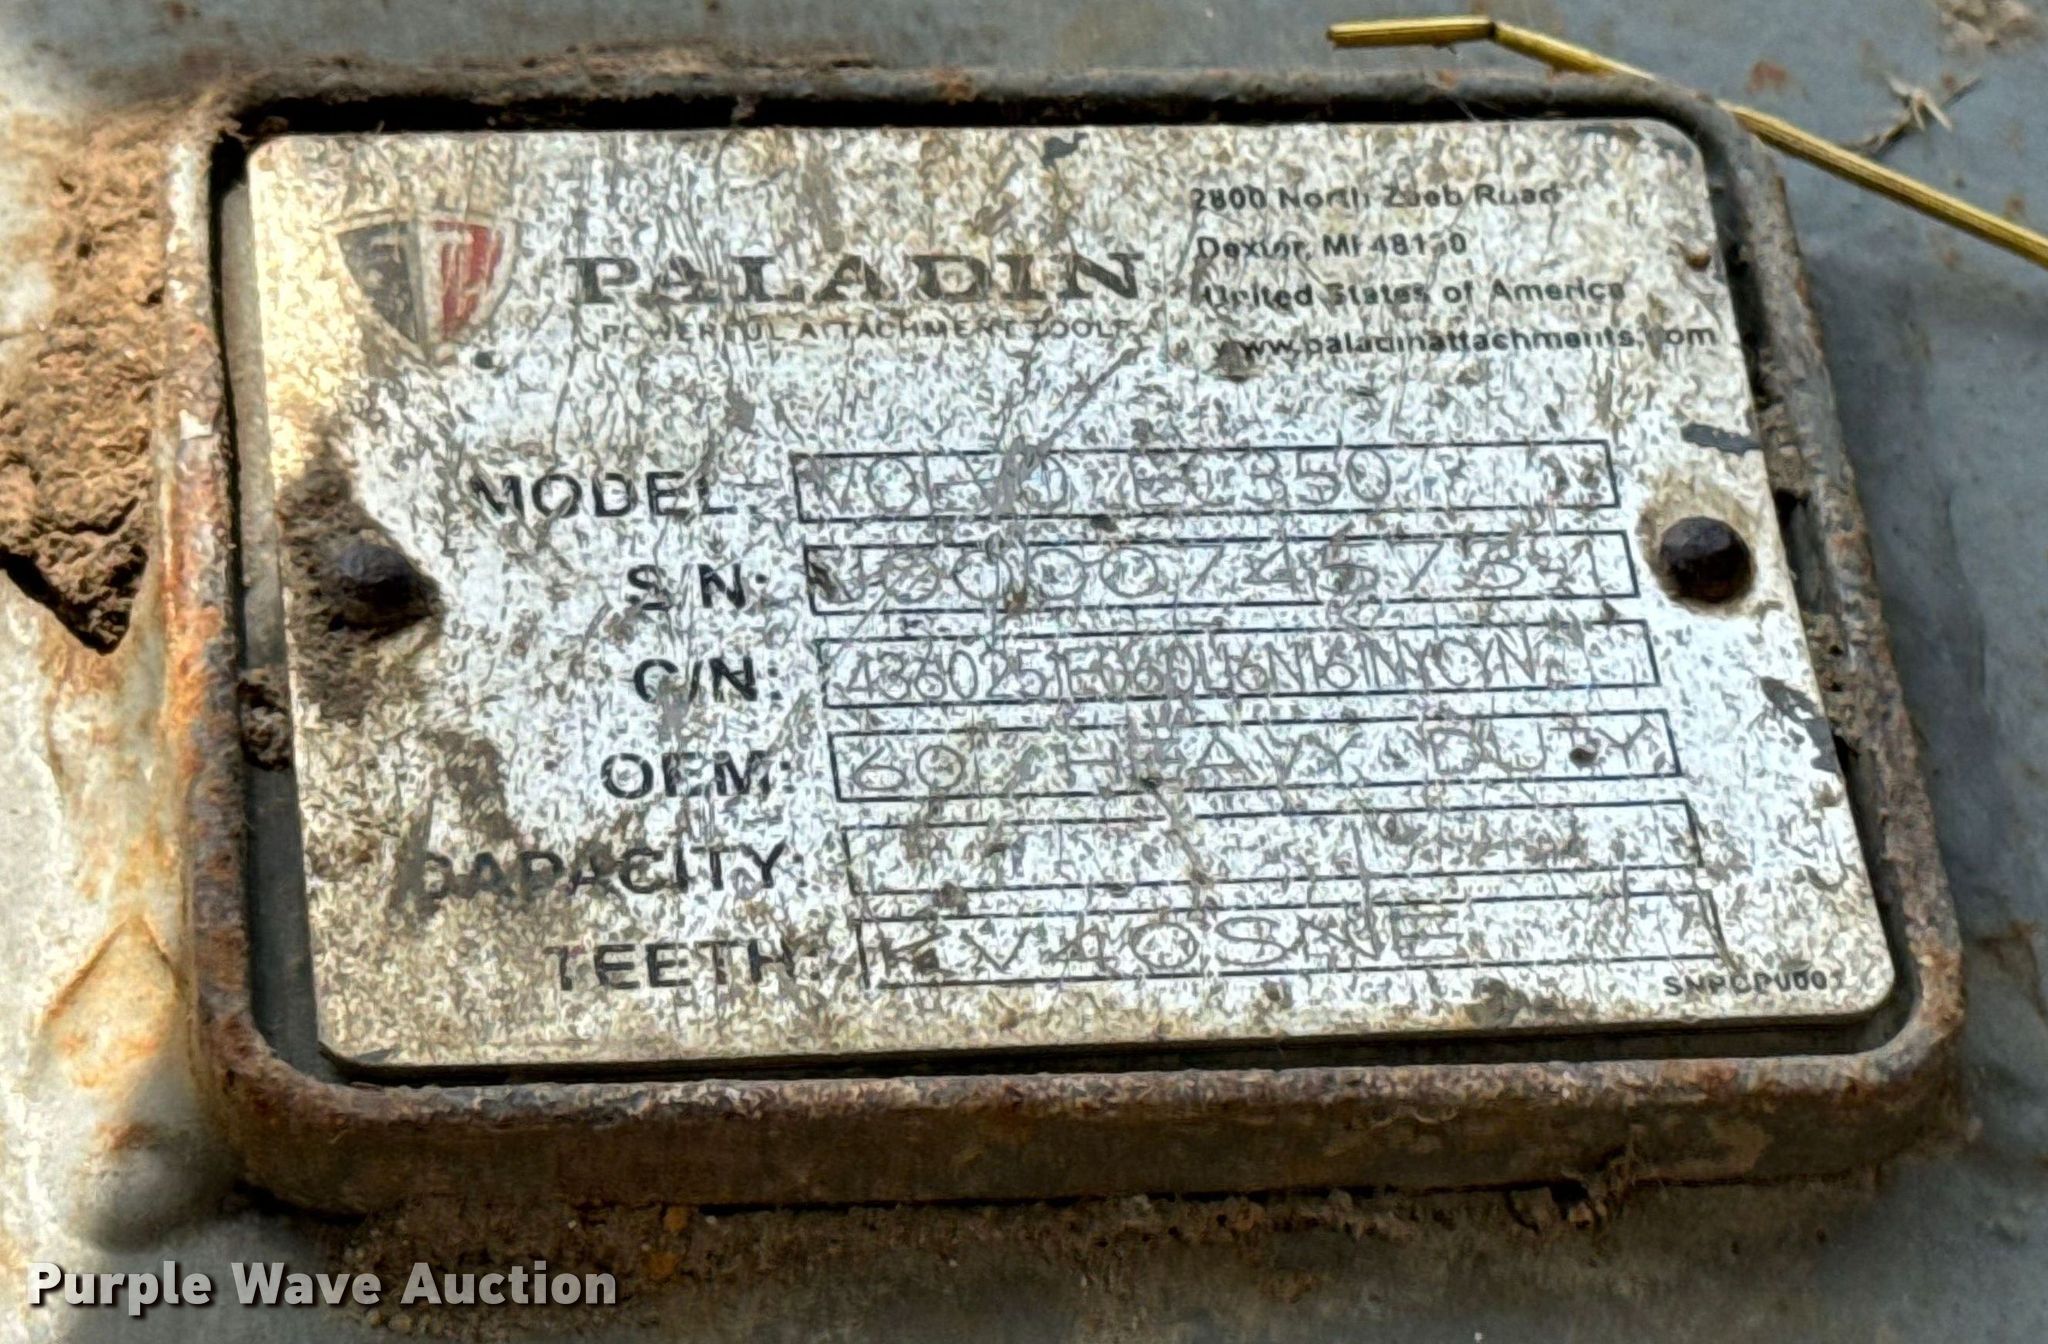 PALADIN
POWERFUL ATTACHMENT TOOLS
2800 North Zeeb Road
Dexter, MI 48130
United States of America
www.paladinattachments.com
MODEL: VOLVO EC350
S/N:
C/N:
OEM: 60 HEAVY DUTY
CAPACITY:
TEETH: KV40SNE
Purple Wave Auction